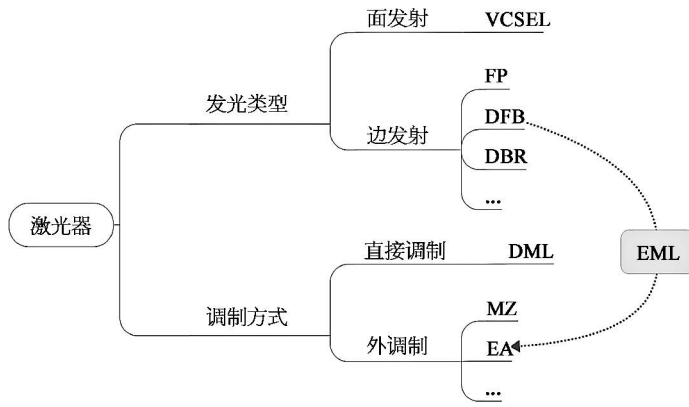 激光器
发光类型
面发射
VCSEL
边发射
FP
DFB
DBR
...
调制方式
直接调制
DML
外调制
MZ
EA
...
EML